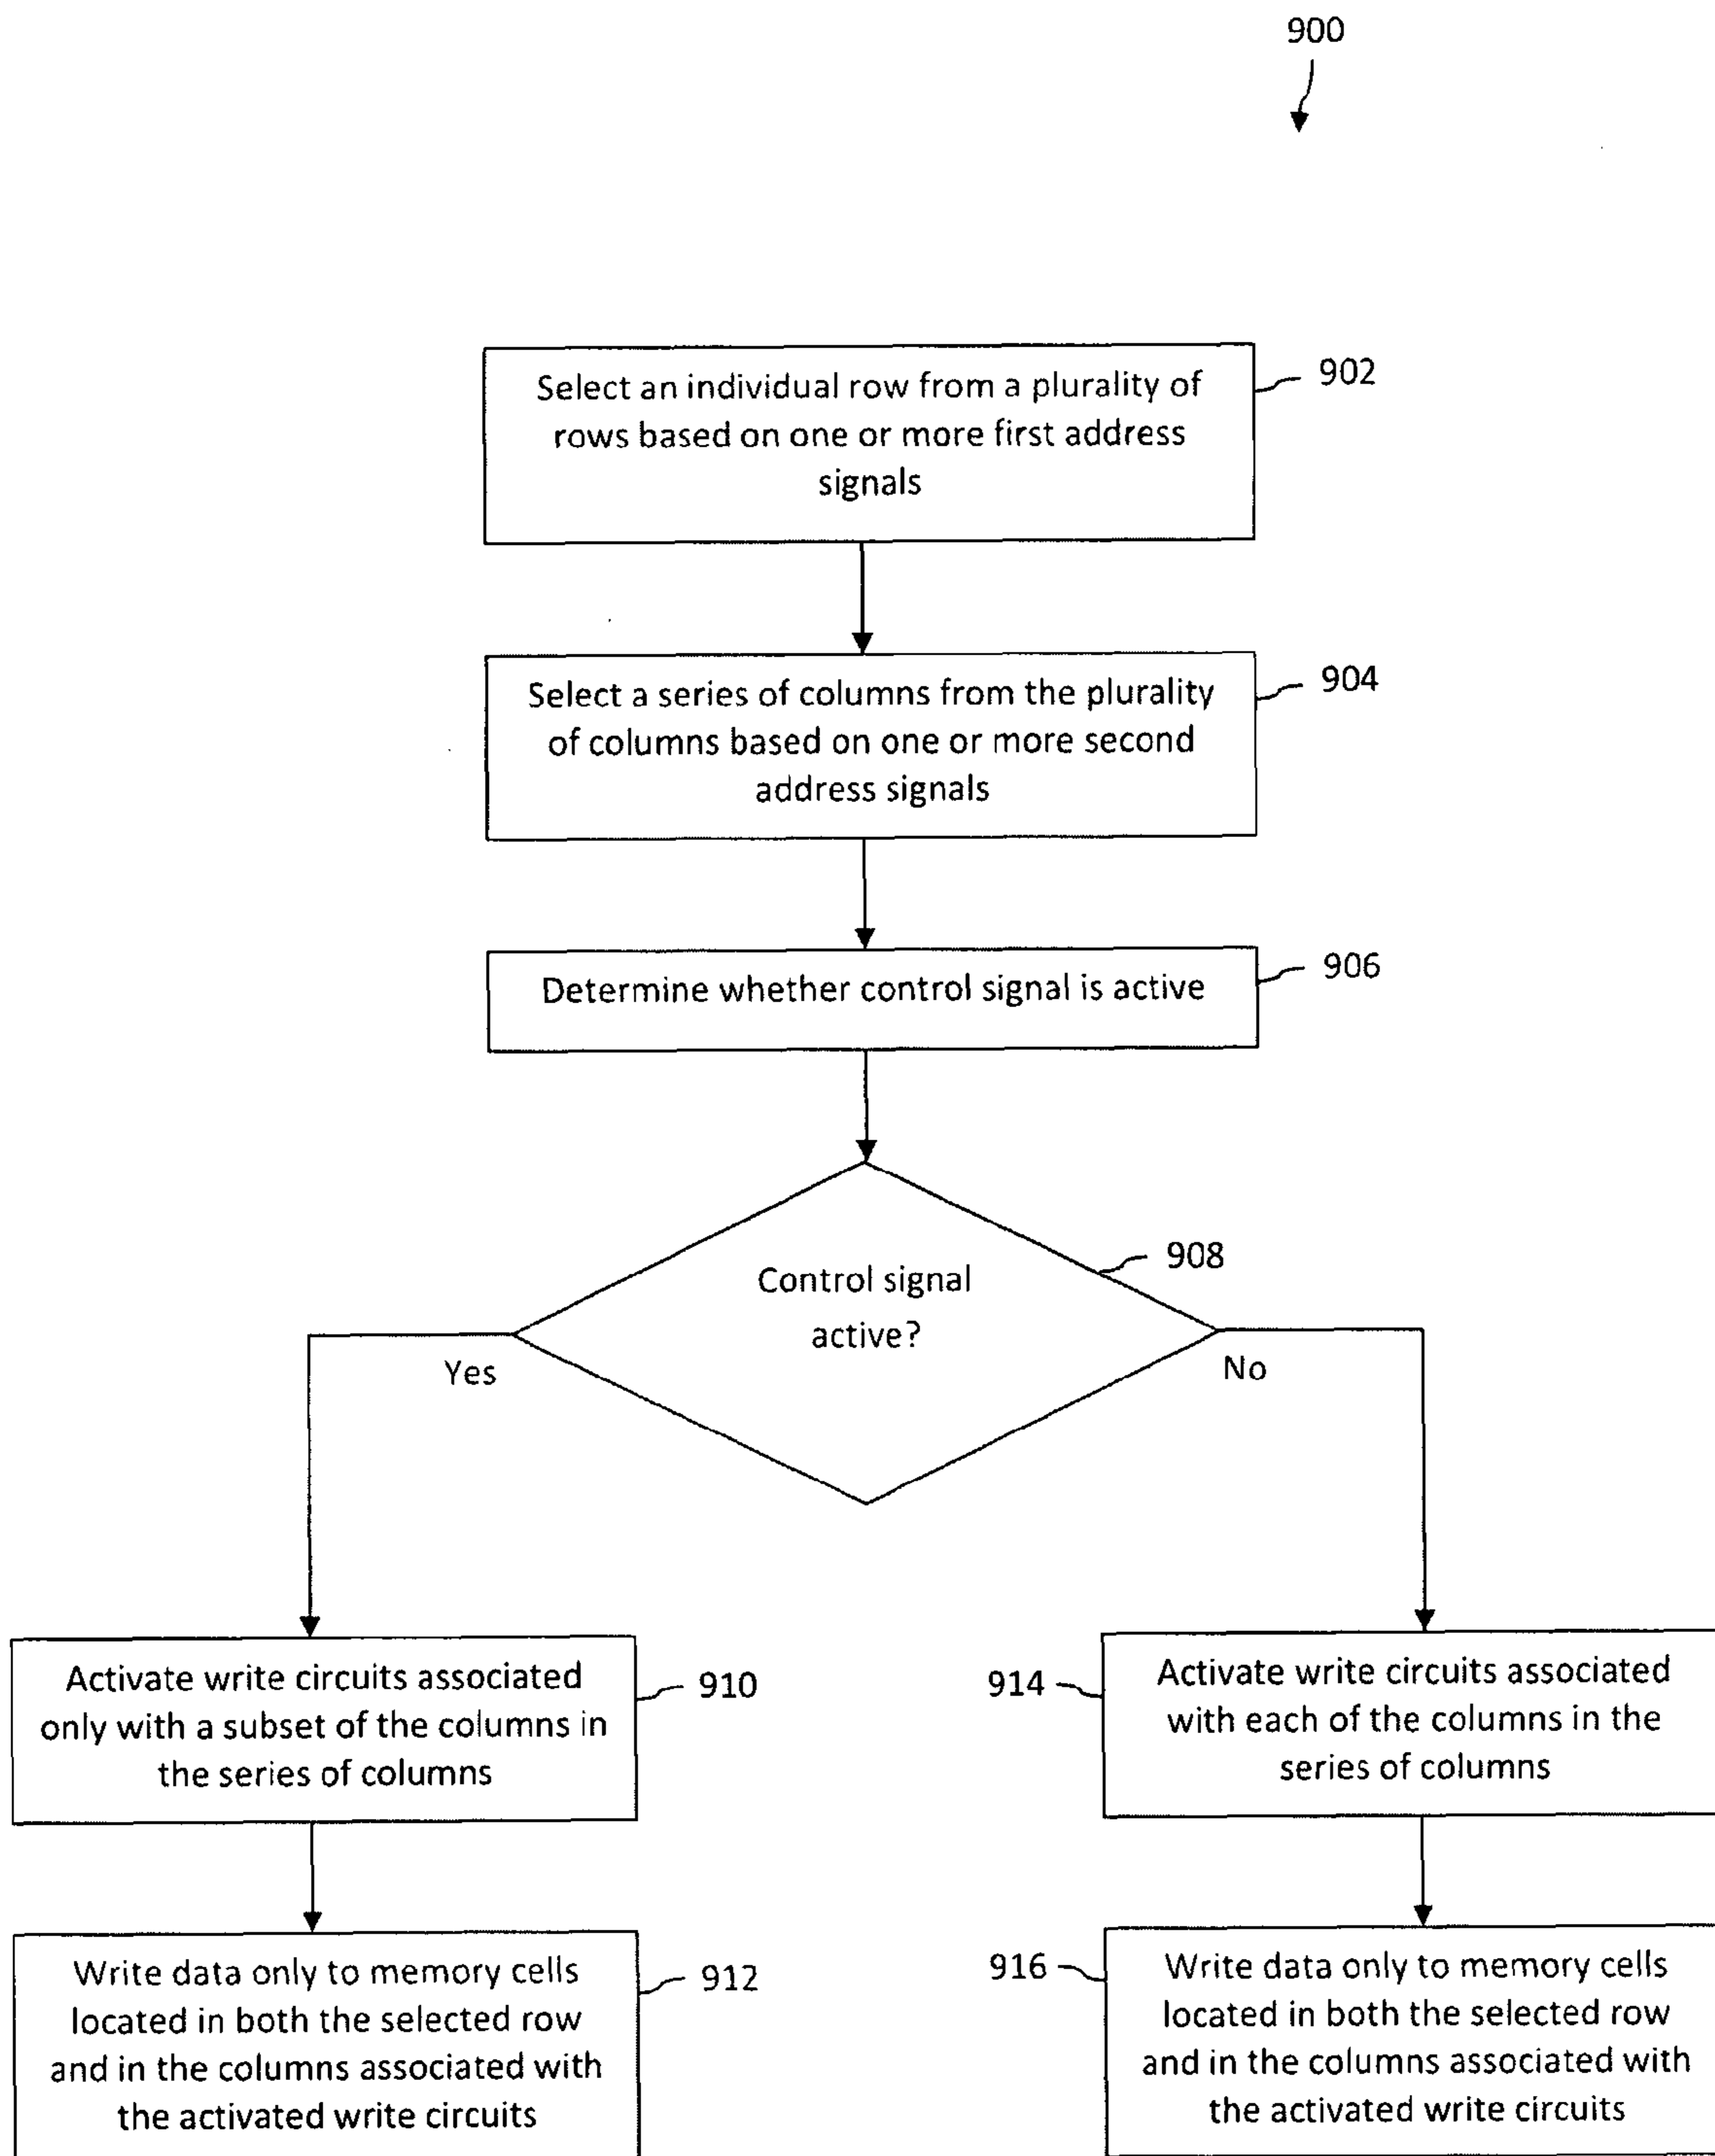 900
Select an individual row from a plurality of
rows based on one or more first address
signals
902
Select a series of columns from the plurality
of columns based on one or more second
address signals
904
Determine whether control signal is active
906
Control signal
active?
908
Yes
No
Activate write circuits associated
only with a subset of the columns in
the series of columns
910
914
Activate write circuits associated
with each of the columns in the
series of columns
Write data only to memory cells
located in both the selected row
and in the columns associated with
the activated write circuits
912
916
Write data only to memory cells
located in both the selected row
and in the columns associated with
the activated write circuits